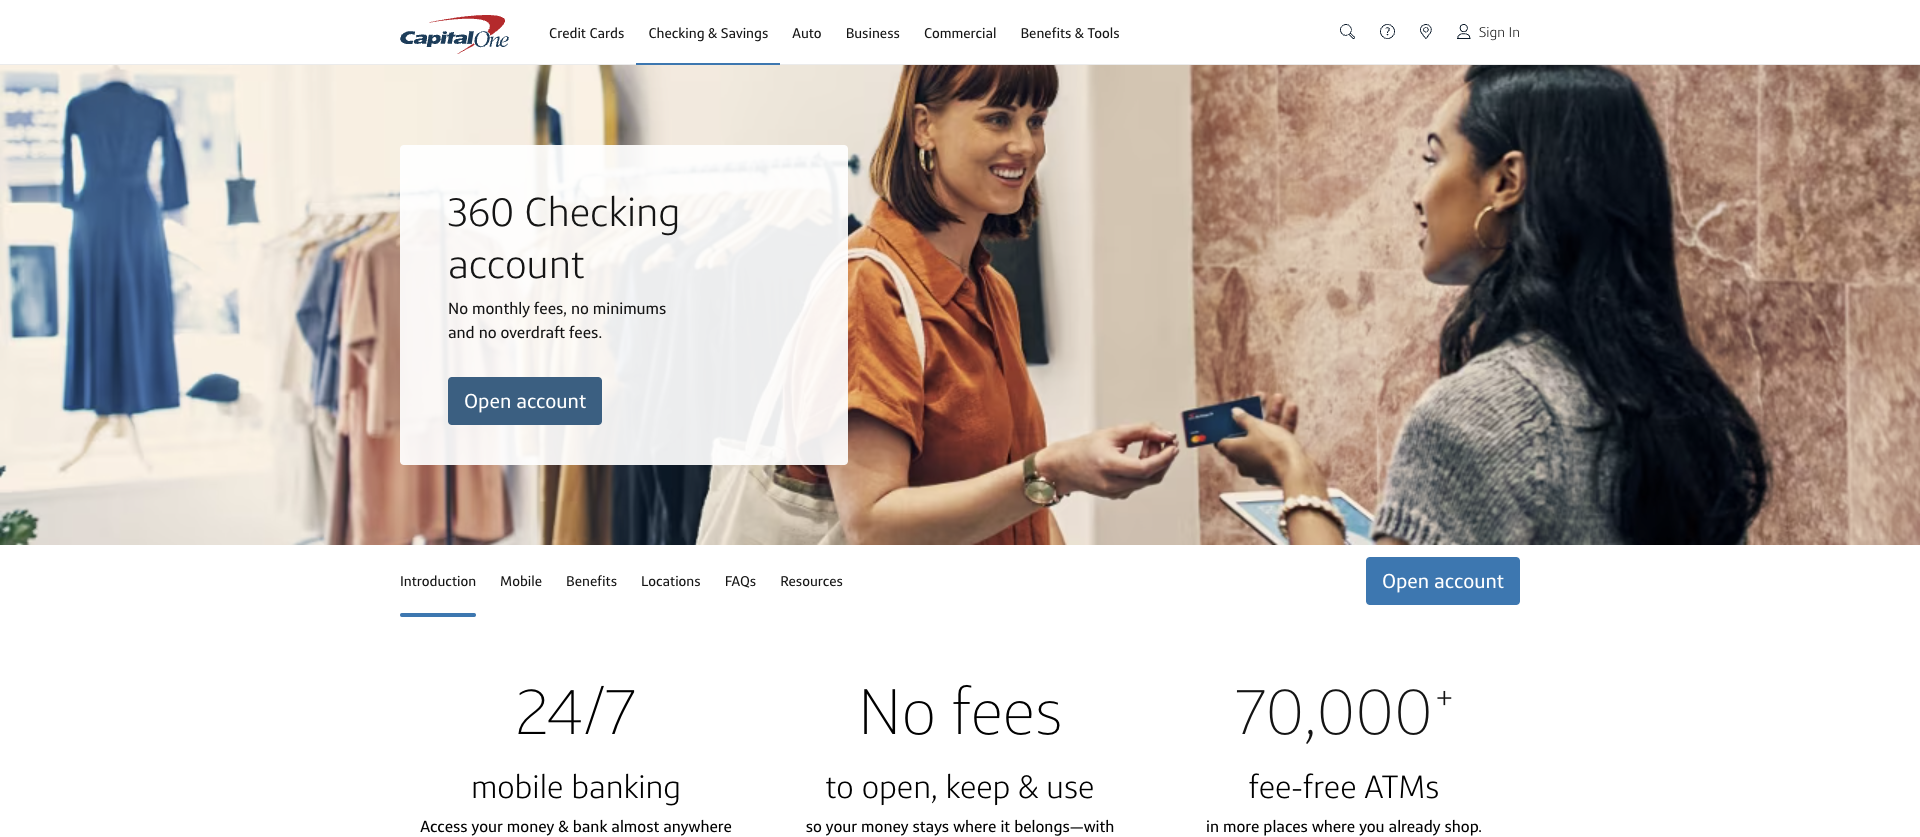 CapitalOne
Credit Cards
Checking & Savings
Auto
Business
Commercial
Benefits & Tools
Sign In
360 Checking
account
No monthly fees, no minimums
and no overdraft fees.
Open account
Introduction
Mobile
Benefits
Locations
FAQs
Resources
Open account
24/7
mobile banking
Access your money & bank almost anywhere
No fees
to open, keep & use
so your money stays where it belongs—with
70,000+
fee-free ATMs
in more places where you already shop.